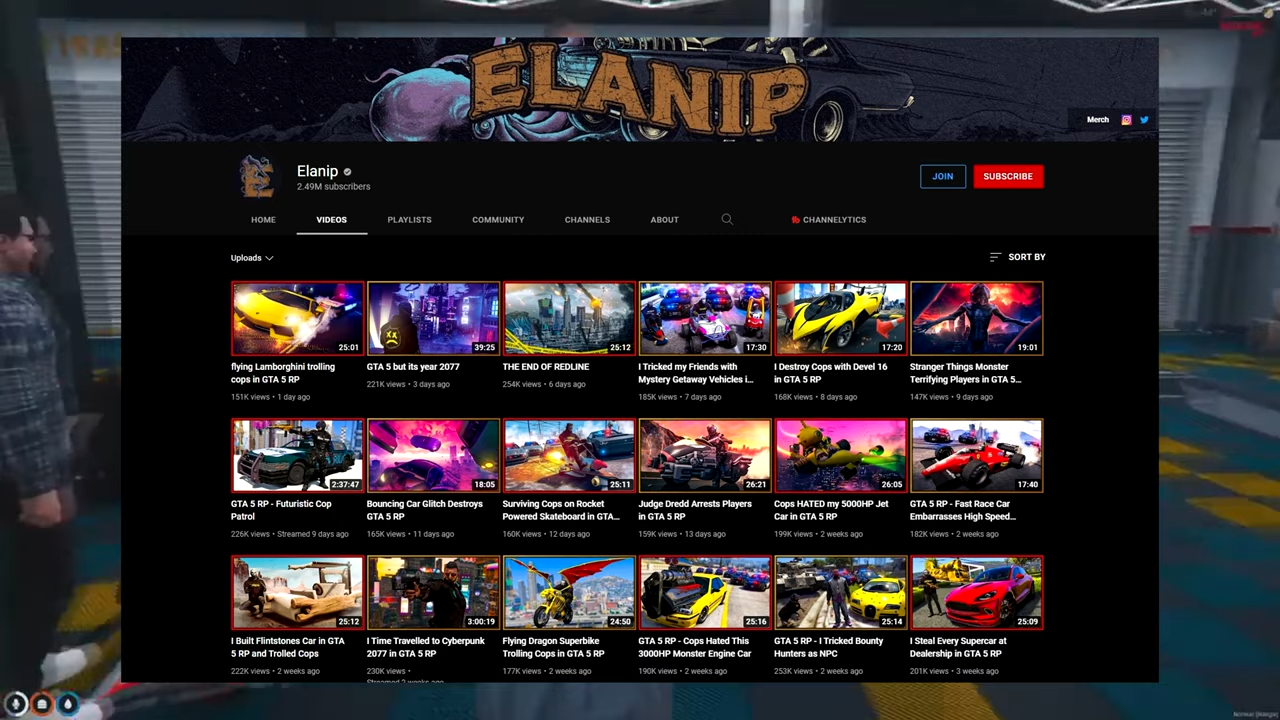 ELANIP
Merch
Elanip
2.49M subscribers
JOIN
SUBSCRIBE
HOME
VIDEOS
PLAYLISTS
COMMUNITY
CHANNELS
ABOUT
CHANNELYTICS
Uploads
SORT BY
25:01
39:25
25:12
17:30
17:20
19:01
flying Lamborghini trolling
cops in GTA 5 RP
151K views • 1 day ago
GTA 5 but its year 2077
221K views • 3 days ago
THE END OF REDLINE
254K views • 6 days ago
I Tricked my Friends with
Mystery Getaway Vehicles i...
185K views • 7 days ago
I Destroy Cops with Devel 16
in GTA 5 RP
168K views • 8 days ago
Stranger Things Monster
Terrifying Players in GTA 5...
147K views • 9 days ago
2:37:47
18:05
25:11
26:21
26:05
17:40
GTA 5 RP - Futuristic Cop
Patrol
226K views • Streamed 9 days ago
Bouncing Car Glitch Destroys
GTA 5 RP
165K views • 11 days ago
Surviving Cops on Rocket
Powered Skateboard in GTA...
160K views • 12 days ago
Judge Dredd Arrests Players
in GTA 5 RP
159K views • 13 days ago
Cops HATED my 5000HP Jet
Car in GTA 5 RP
199K views • 2 weeks ago
GTA 5 RP - Fast Race Car
Embarrasses High Speed...
182K views • 2 weeks ago
25:12
3:00:19
24:50
25:16
25:14
25:09
I Built Flintstones Car in GTA
5 RP and Trolled Cops
222K views • 2 weeks ago
I Time Travelled to Cyberpunk
2077 in GTA 5 RP
230K views •
Streamed 2 weeks ago
Flying Dragon Superbike
Trolling Cops in GTA 5 RP
177K views • 2 weeks ago
GTA 5 RP - Cops Hated This
3000HP Monster Engine Car
190K views • 2 weeks ago
GTA 5 RP - I Tricked Bounty
Hunters as NPC
253K views • 2 weeks ago
I Steal Every Supercar at
Dealership in GTA 5 RP
201K views • 3 weeks ago